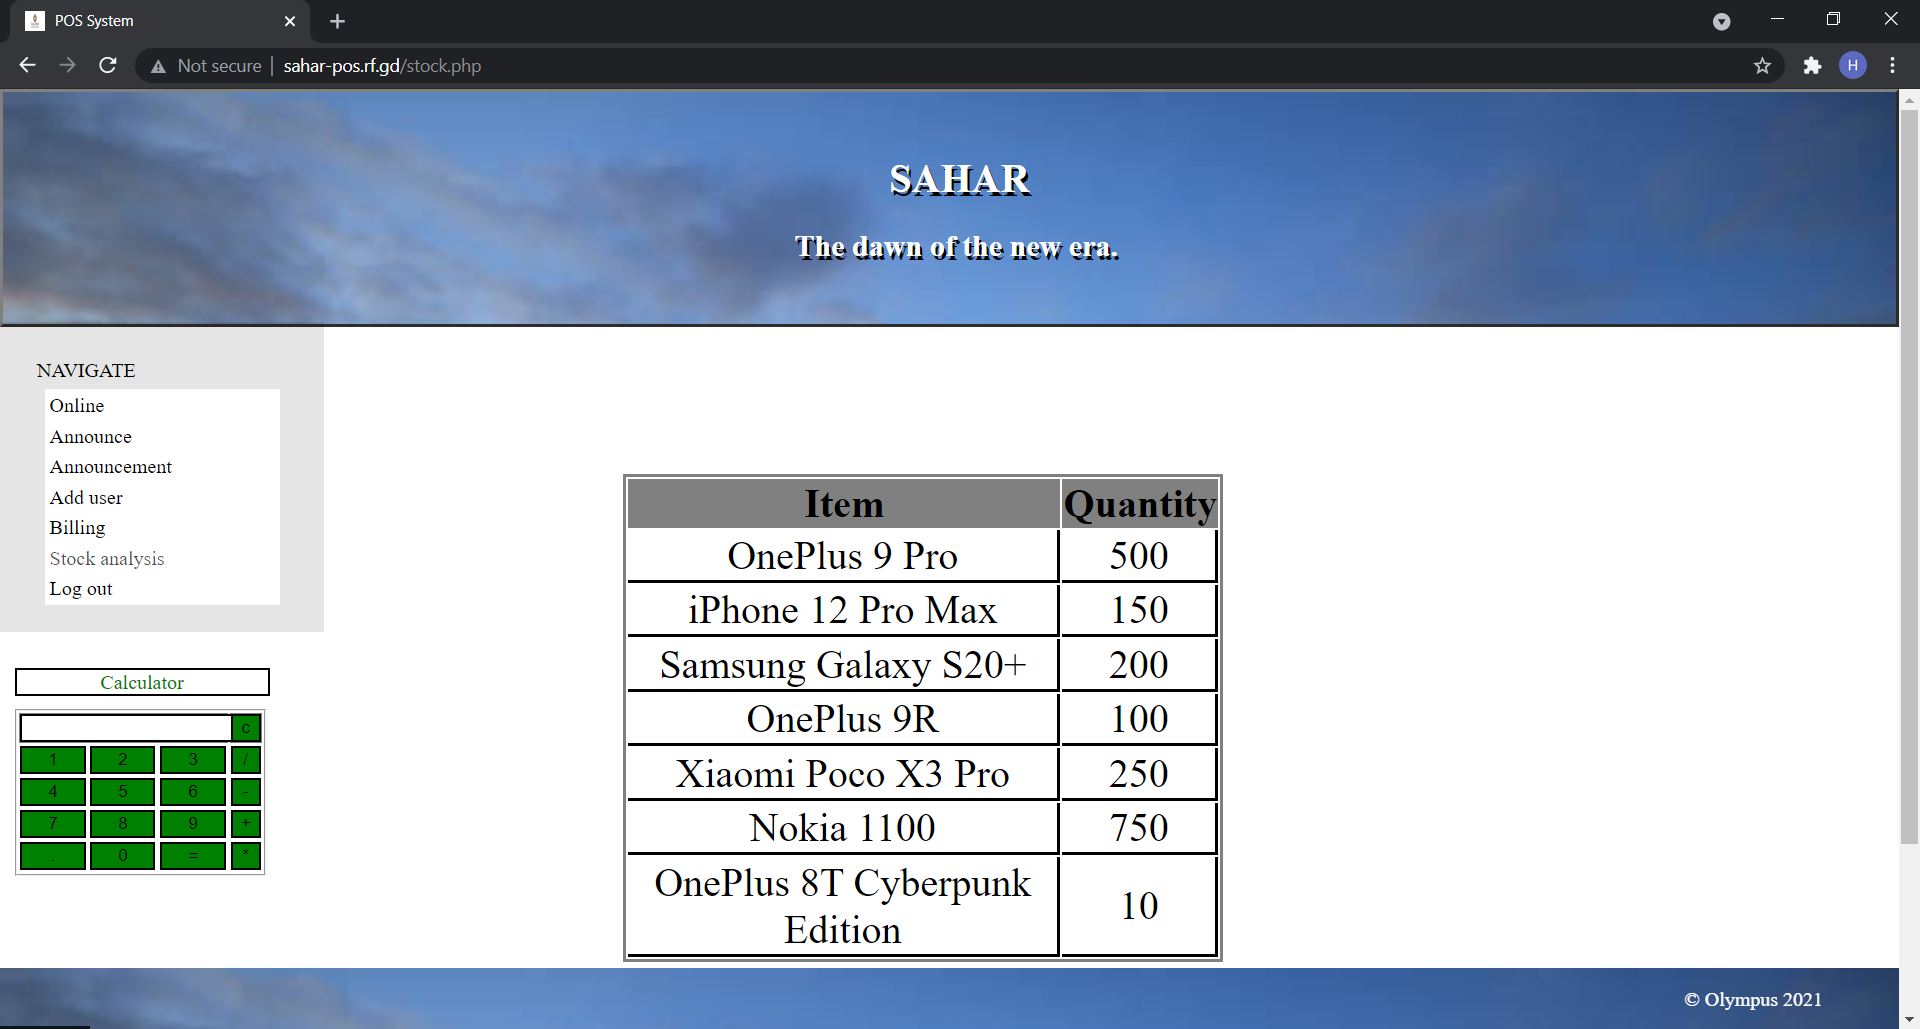 POS System
Not secure | sahar-pos.rf.gd/stock.php
H
SAHAR
The dawn of the new era.
NAVIGATE
Online
Announce
Announcement
Add user
Billing
Stock analysis
Log out
Calculator
c
1 2 3 /
4 5 6 -
7 8 9 +
. 0 = *
Item Quantity
OnePlus 9 Pro 500
iPhone 12 Pro Max 150
Samsung Galaxy S20+ 200
OnePlus 9R 100
Xiaomi Poco X3 Pro 250
Nokia 1100 750
OnePlus 8T Cyberpunk
Edition 10
© Olympus 2021